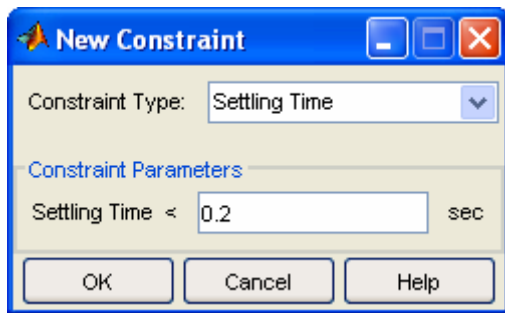 New Constraint
Constraint Type: Settling Time
Constraint Parameters
Settling Time < 0.2 sec
OK Cancel Help